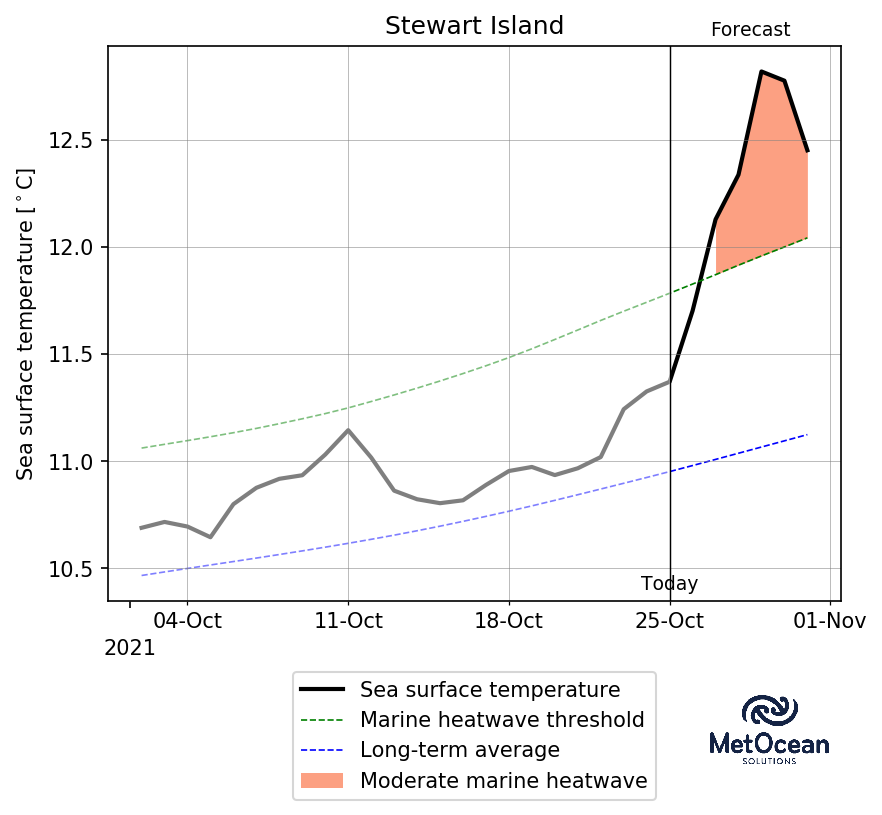 Stewart Island
Forecast
Sea surface temperature [°C]
12.5
12.0
11.5
11.0
10.5
Today
04-Oct 11-Oct 18-Oct 25-Oct 01-Nov
2021
Sea surface temperature
Marine heatwave threshold
Long-term average
Moderate marine heatwave
MetOcean
SOLUTIONS